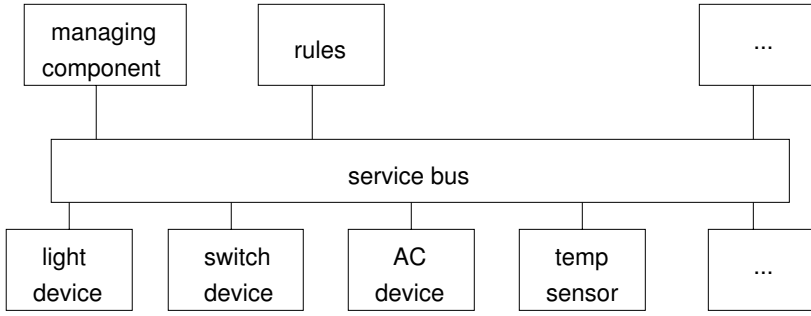 managing
component
rules
...
service bus
light
device
switch
device
AC
device
temp
sensor
...